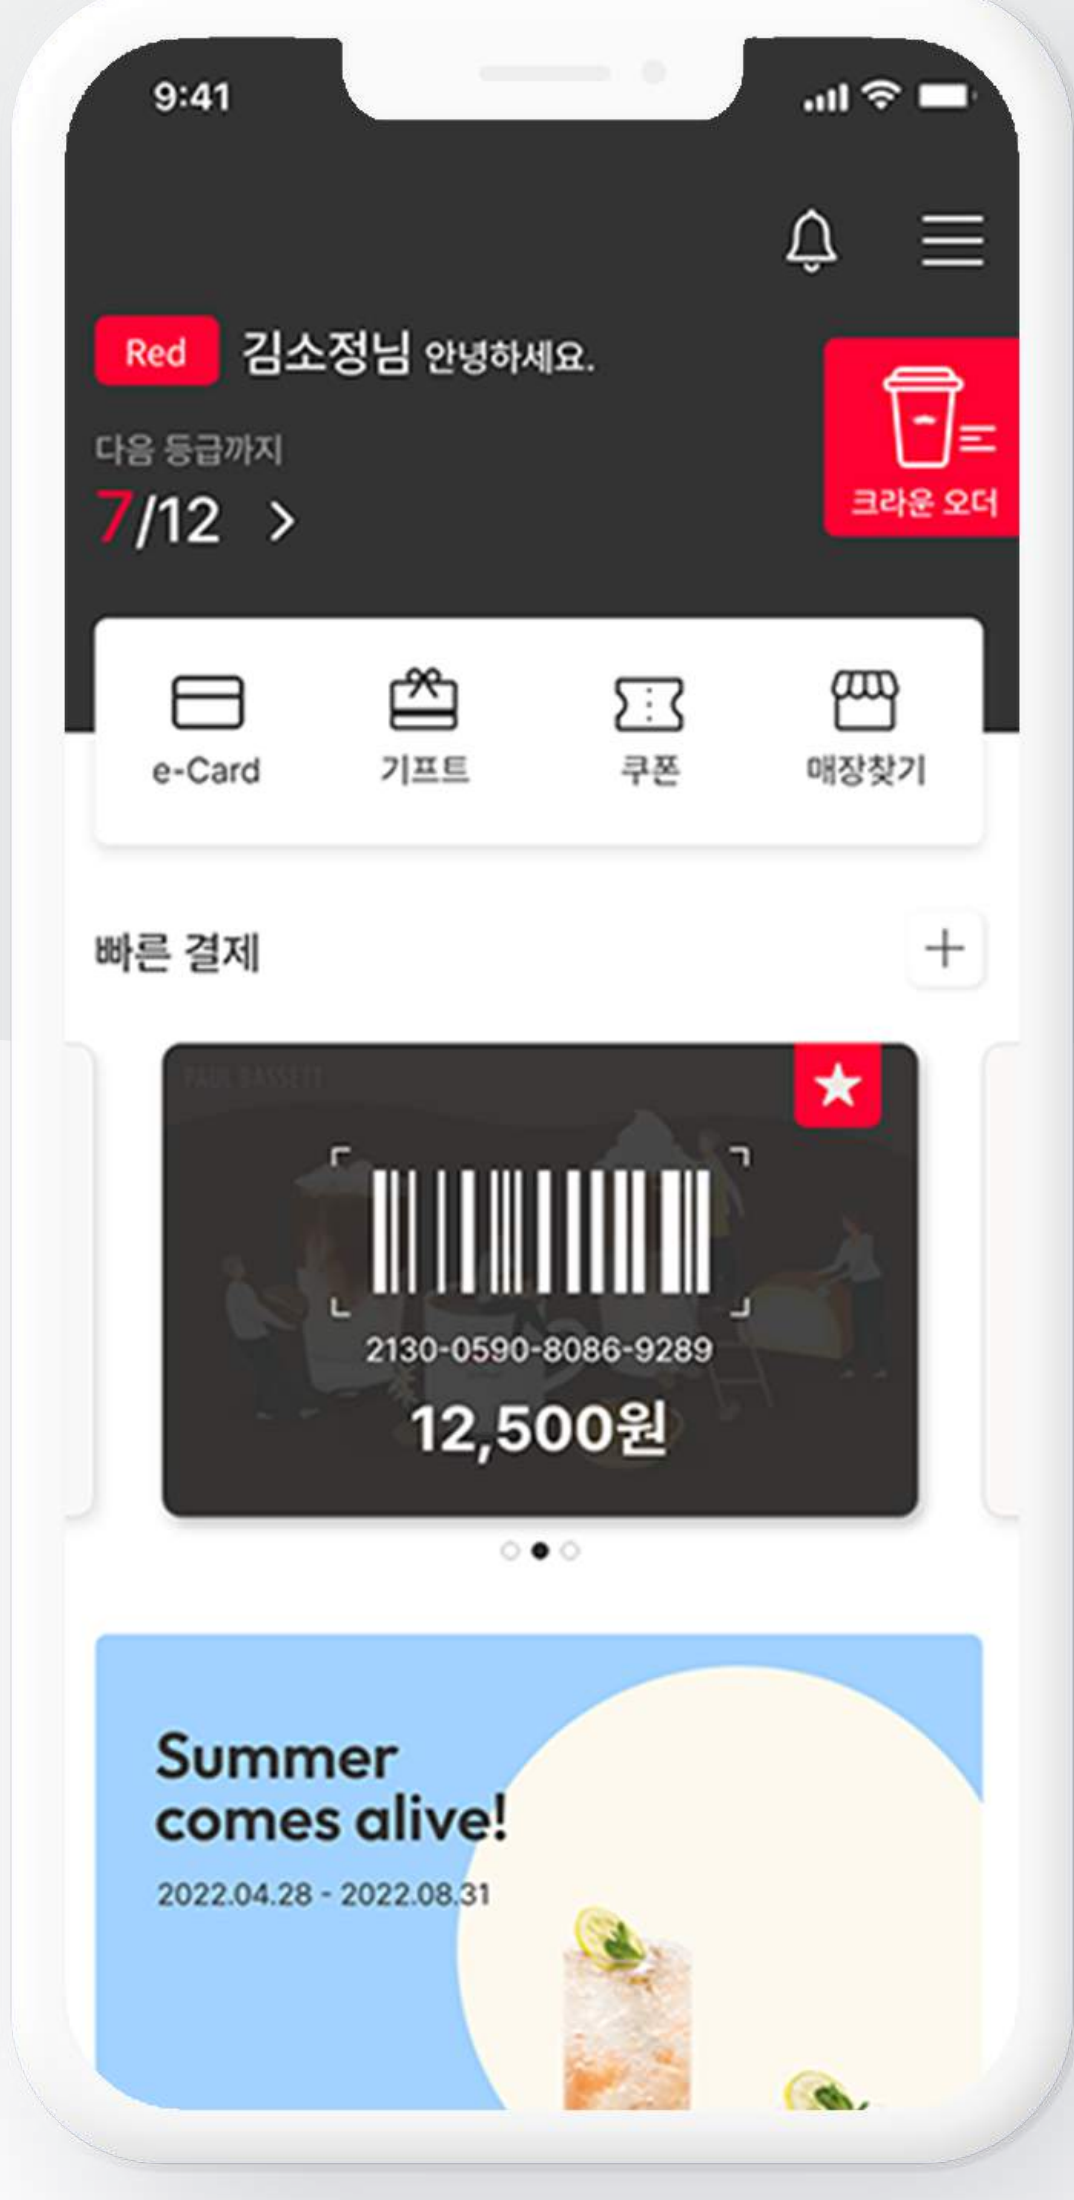 9:41
Red 김소정님 안녕하세요.
다음 등급까지
7/12
크라운 오더
e-Card 기프트 쿠폰 매장찾기
빠른 결제
PAUL BASSETT
2130-0590-8086-9289
12,500원
Summer
comes alive!
2022.04.28 - 2022.08.31